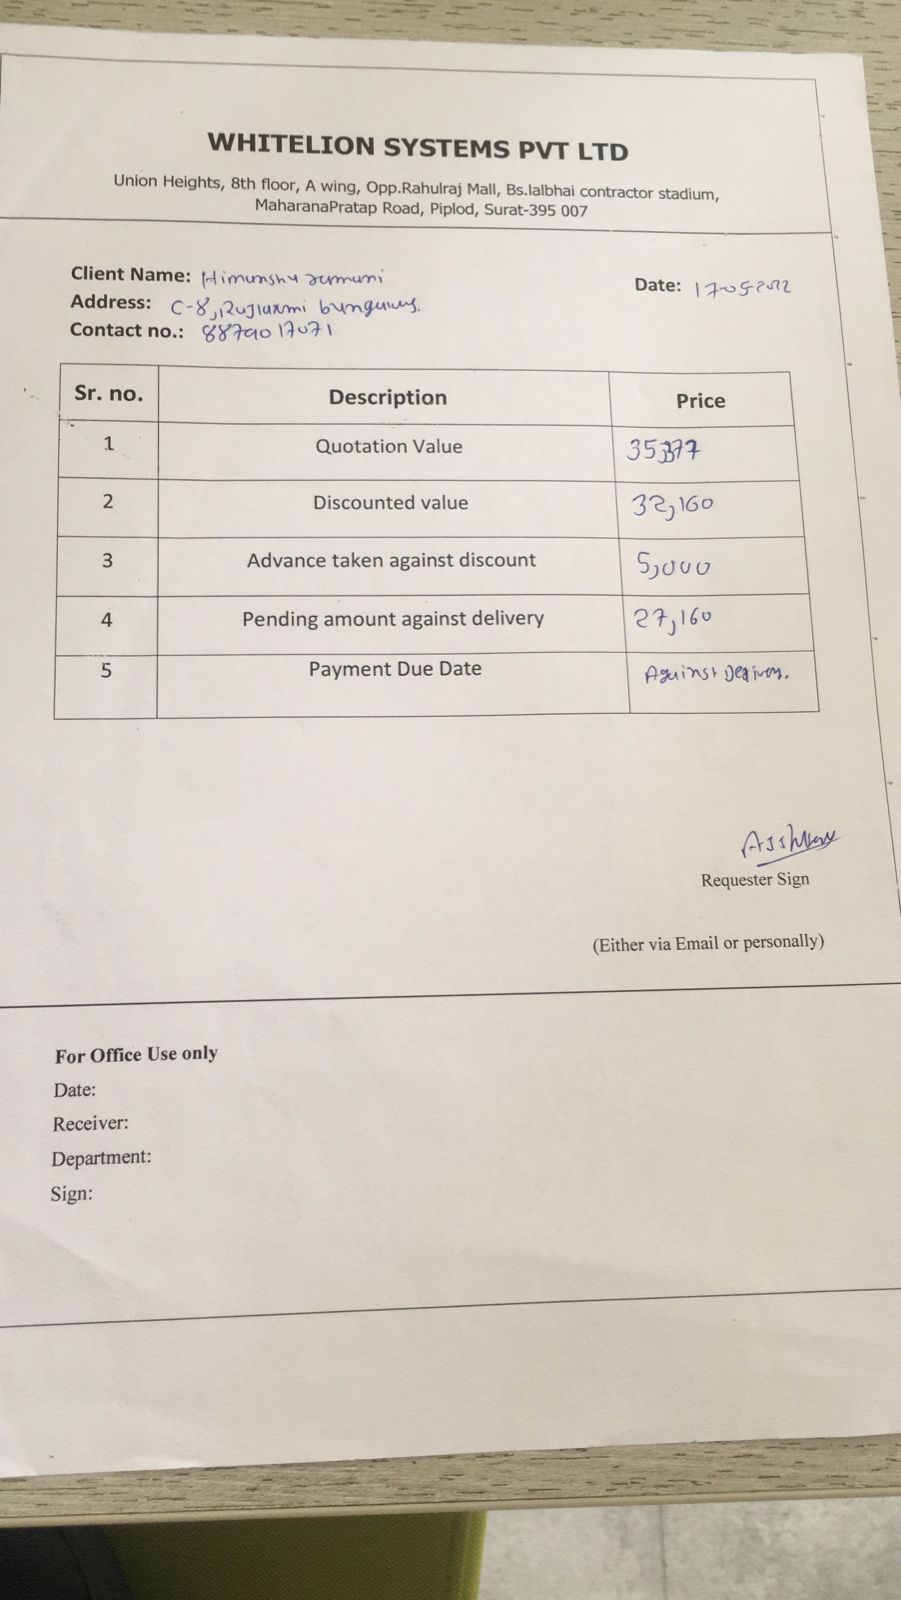 WHITELION SYSTEMS PVT LTD
Union Heights, 8th floor, A wing, Opp.Rahulraj Mall, Bs.lalbhai contractor stadium,
MaharanaPratap Road, Piplod, Surat-395 007
Client Name: Himanshu
Date: 17052022
Address: C-8, Rajlaxmi
Contact no.: 8879017071
Sr. no. Description Price
1 Quotation Value 35377
2 Discounted value 32,160
3 Advance taken against discount 5,000
4 Pending amount against delivery 27,160
5 Payment Due Date Against Delivery.
Requester Sign
(Either via Email or personally)
For Office Use only
Date:
Receiver:
Department:
Sign: